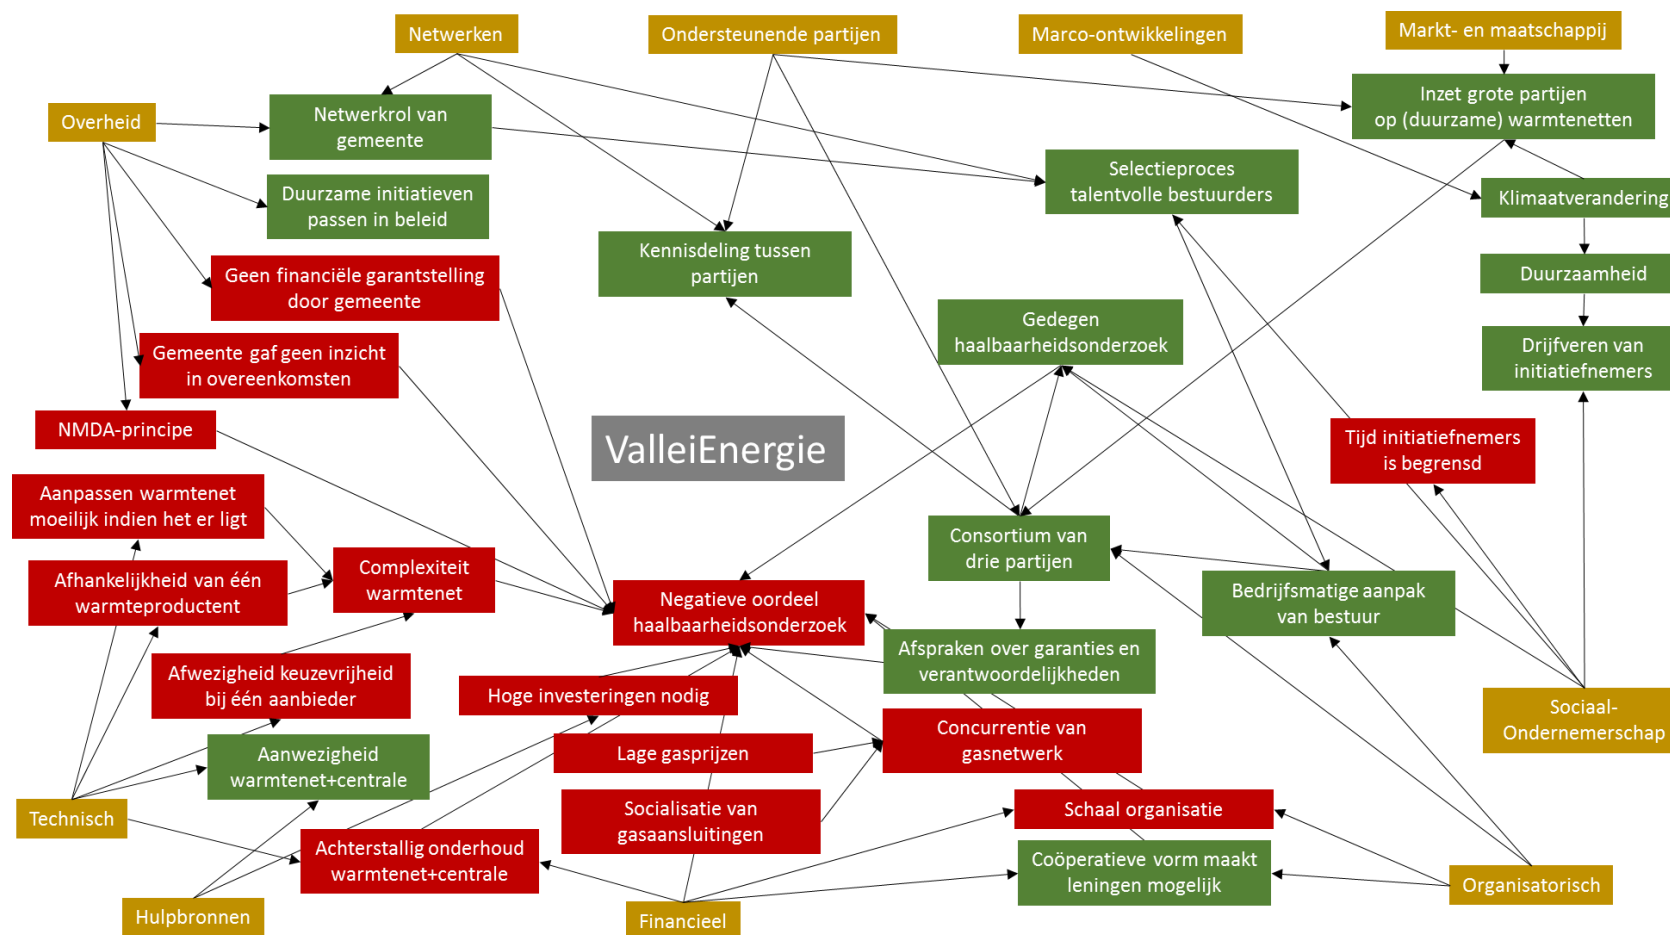 Netwerken
Ondersteunende partijen
Marco-ontwikkelingen
Markt- en maatschappij
Overheid
Netwerkrol van
gemeente
Inzet grote partijen
op (duurzame) warmtenetten
Duurzame initiatieven
passen in beleid
Selectieproces
talentvolle bestuurders
Klimaatverandering
Kennisdeling tussen
partijen
Geen financiële garantstelling
door gemeente
Duurzaamheid
Gedegen
haalbaarheidsonderzoek
Gemeente gaf geen inzicht
in overeenkomsten
Drijfveren van
initiatiefnemers
NMDA-principe
ValleiEnergie
Tijd initiatiefnemers
is begrensd
Aanpassen warmtenet
moeilijk indien het er ligt
Consortium van
drie partijen
Afhankelijkheid van één
warmteproductent
Complexiteit
warmtenet
Negatieve oordeel
haalbaarheidsonderzoek
Bedrijfsmatige aanpak
van bestuur
Afspraken over garanties en
verantwoordelijkheden
Afwezigheid keuzevrijheid
bij één aanbieder
Hoge investeringen nodig
Sociaal-
Ondernemerschap
Concurrentie van
gasnetwerk
Aanwezigheid
warmtenet+centrale
Lage gasprijzen
Technisch
Socialisatie van
gasaansluitingen
Schaal organisatie
Achterstallig onderhoud
warmtenet+centrale
Coöperatieve vorm maakt
leningen mogelijk
Organisatorisch
Hulpbronnen
Financieel